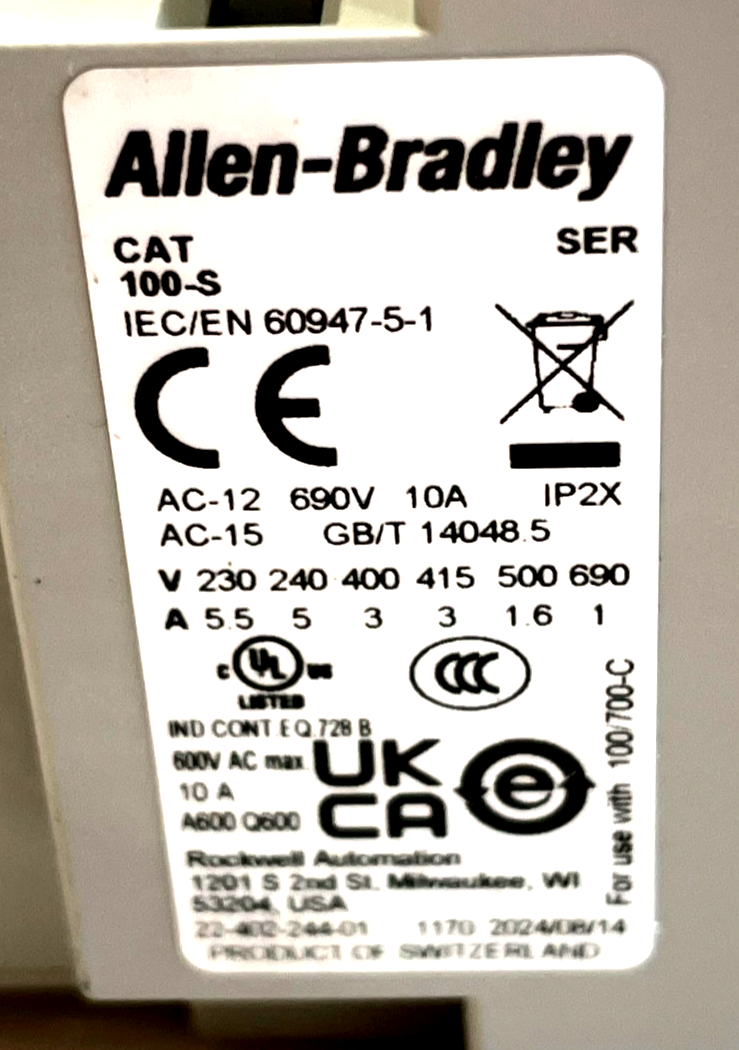 Allen-Bradley
CAT SER
100-S
IEC/EN 60947-5-1
CE
AC-12 690V 10A IP2X
AC-15 GB/T 14048.5
V 230 240 400 415 500 690
A 5.5 5 3 3 1.6 1
C UL US
LISTED
CCC
IND CONT EQ 728 B
600V AC max
10 A
A600 Q600
UK
CA
e
For use with 100/700-C
Rockwell Automation
1201 S 2nd St. Milwaukee, WI
53204, USA
22-402-244-01 1170 2024/08/14
PRODUCT OF SWITZERLAND